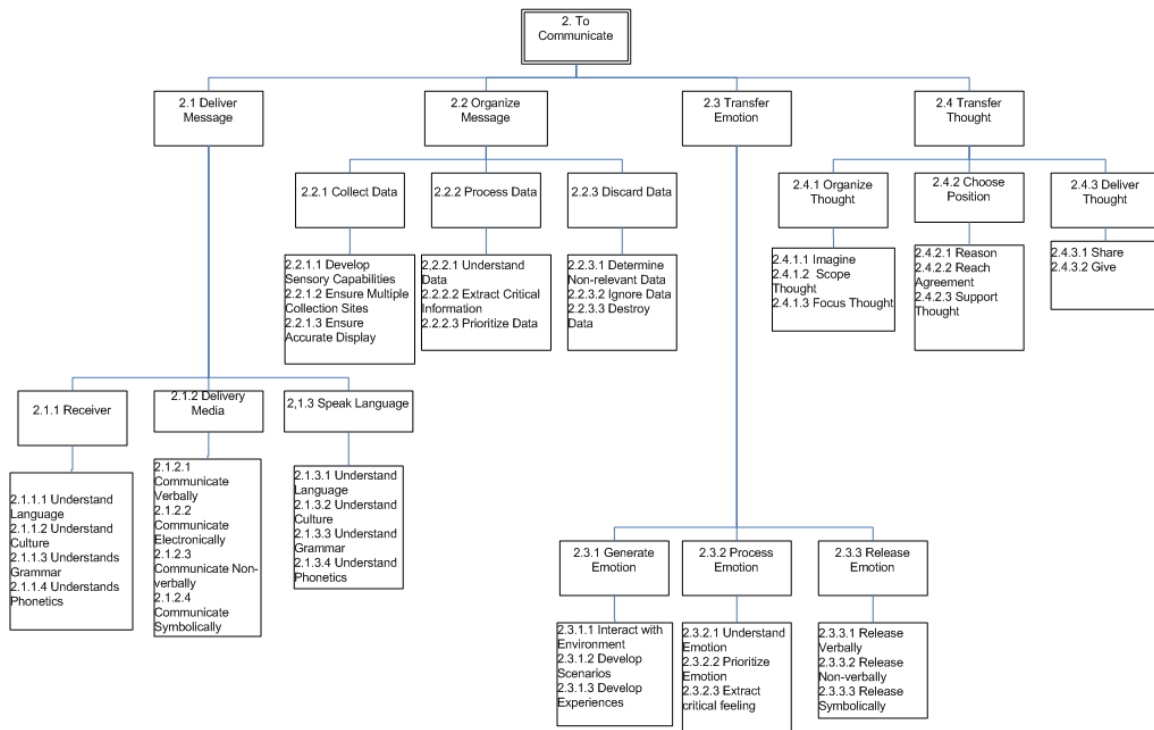 2. To
Communicate
2.1 Deliver
Message
2.2 Organize
Message
2.3 Transfer
Emotion
2.4 Transfer
Thought
2.2.1 Collect Data
2.2.2 Process Data
2.2.3 Discard Data
2.4.1 Organize
Thought
2.4.2 Choose
Position
2.4.3 Deliver
Thought
2.2.1.1 Develop
Sensory Capabilities
2.2.1.2 Ensure Multiple
Collection Sites
2.2.1.3 Ensure
Accurate Display
2,2.2.1 Understand
Data
2.2.2.2 Extract Critical
Information
2.2.2.3 Prioritize Data
2.2.3.1 Determine
Non-relevant Data
2.2.3.2 Ignore Data
2.2.3.3 Destroy
Data
2.4.1.1 Imagine
2.4.1.2 Scope
Thought
2.4.1.3 Focus Thought
2.4.2.1 Reason
2.4.2.2 Reach
Agreement
2.4.2.3 Support
Thought
2.4.3.1 Share
2.4.3.2 Give
2.1.1 Receiver
2.1.2 Delivery
Media
2,1.3 Speak Language
2.1.1.1 Understand
Language
2.1.1.2 Understand
Culture
2.1.1.3 Understands
Grammar
2.1.1.4 Understands
Phonetics
2.1.2.1
Communicate
Verbally
2.1.2.2
Communicate
Electronically
2.1.2.3
Communicate Non-
verbally
2.1.2.4
Communicate
Symbolically
2.1.3.1 Understand
Language
2.1.3.2 Understand
Culture
2.1.3.3 Understand
Grammar
2.1.3.4 Understand
Phonetics
2.3.1 Generate
Emotion
2.3.2 Process
Emotion
2.3.3 Release Emotion
2.3.1.1 Interact with
Environment
2.3.1.2 Develop
Scenarios
2.3.1.3 Develop
Experiences
2.3.2.1 Understand
Emotion
2.3.2.2 Prioritize
Emotion
2.3.2.3 Extract
critical feeling
2.3.3.1 Release
Verbally
2.3.3.2 Release
Non-verbally
2.3.3.3 Release
Symbolically